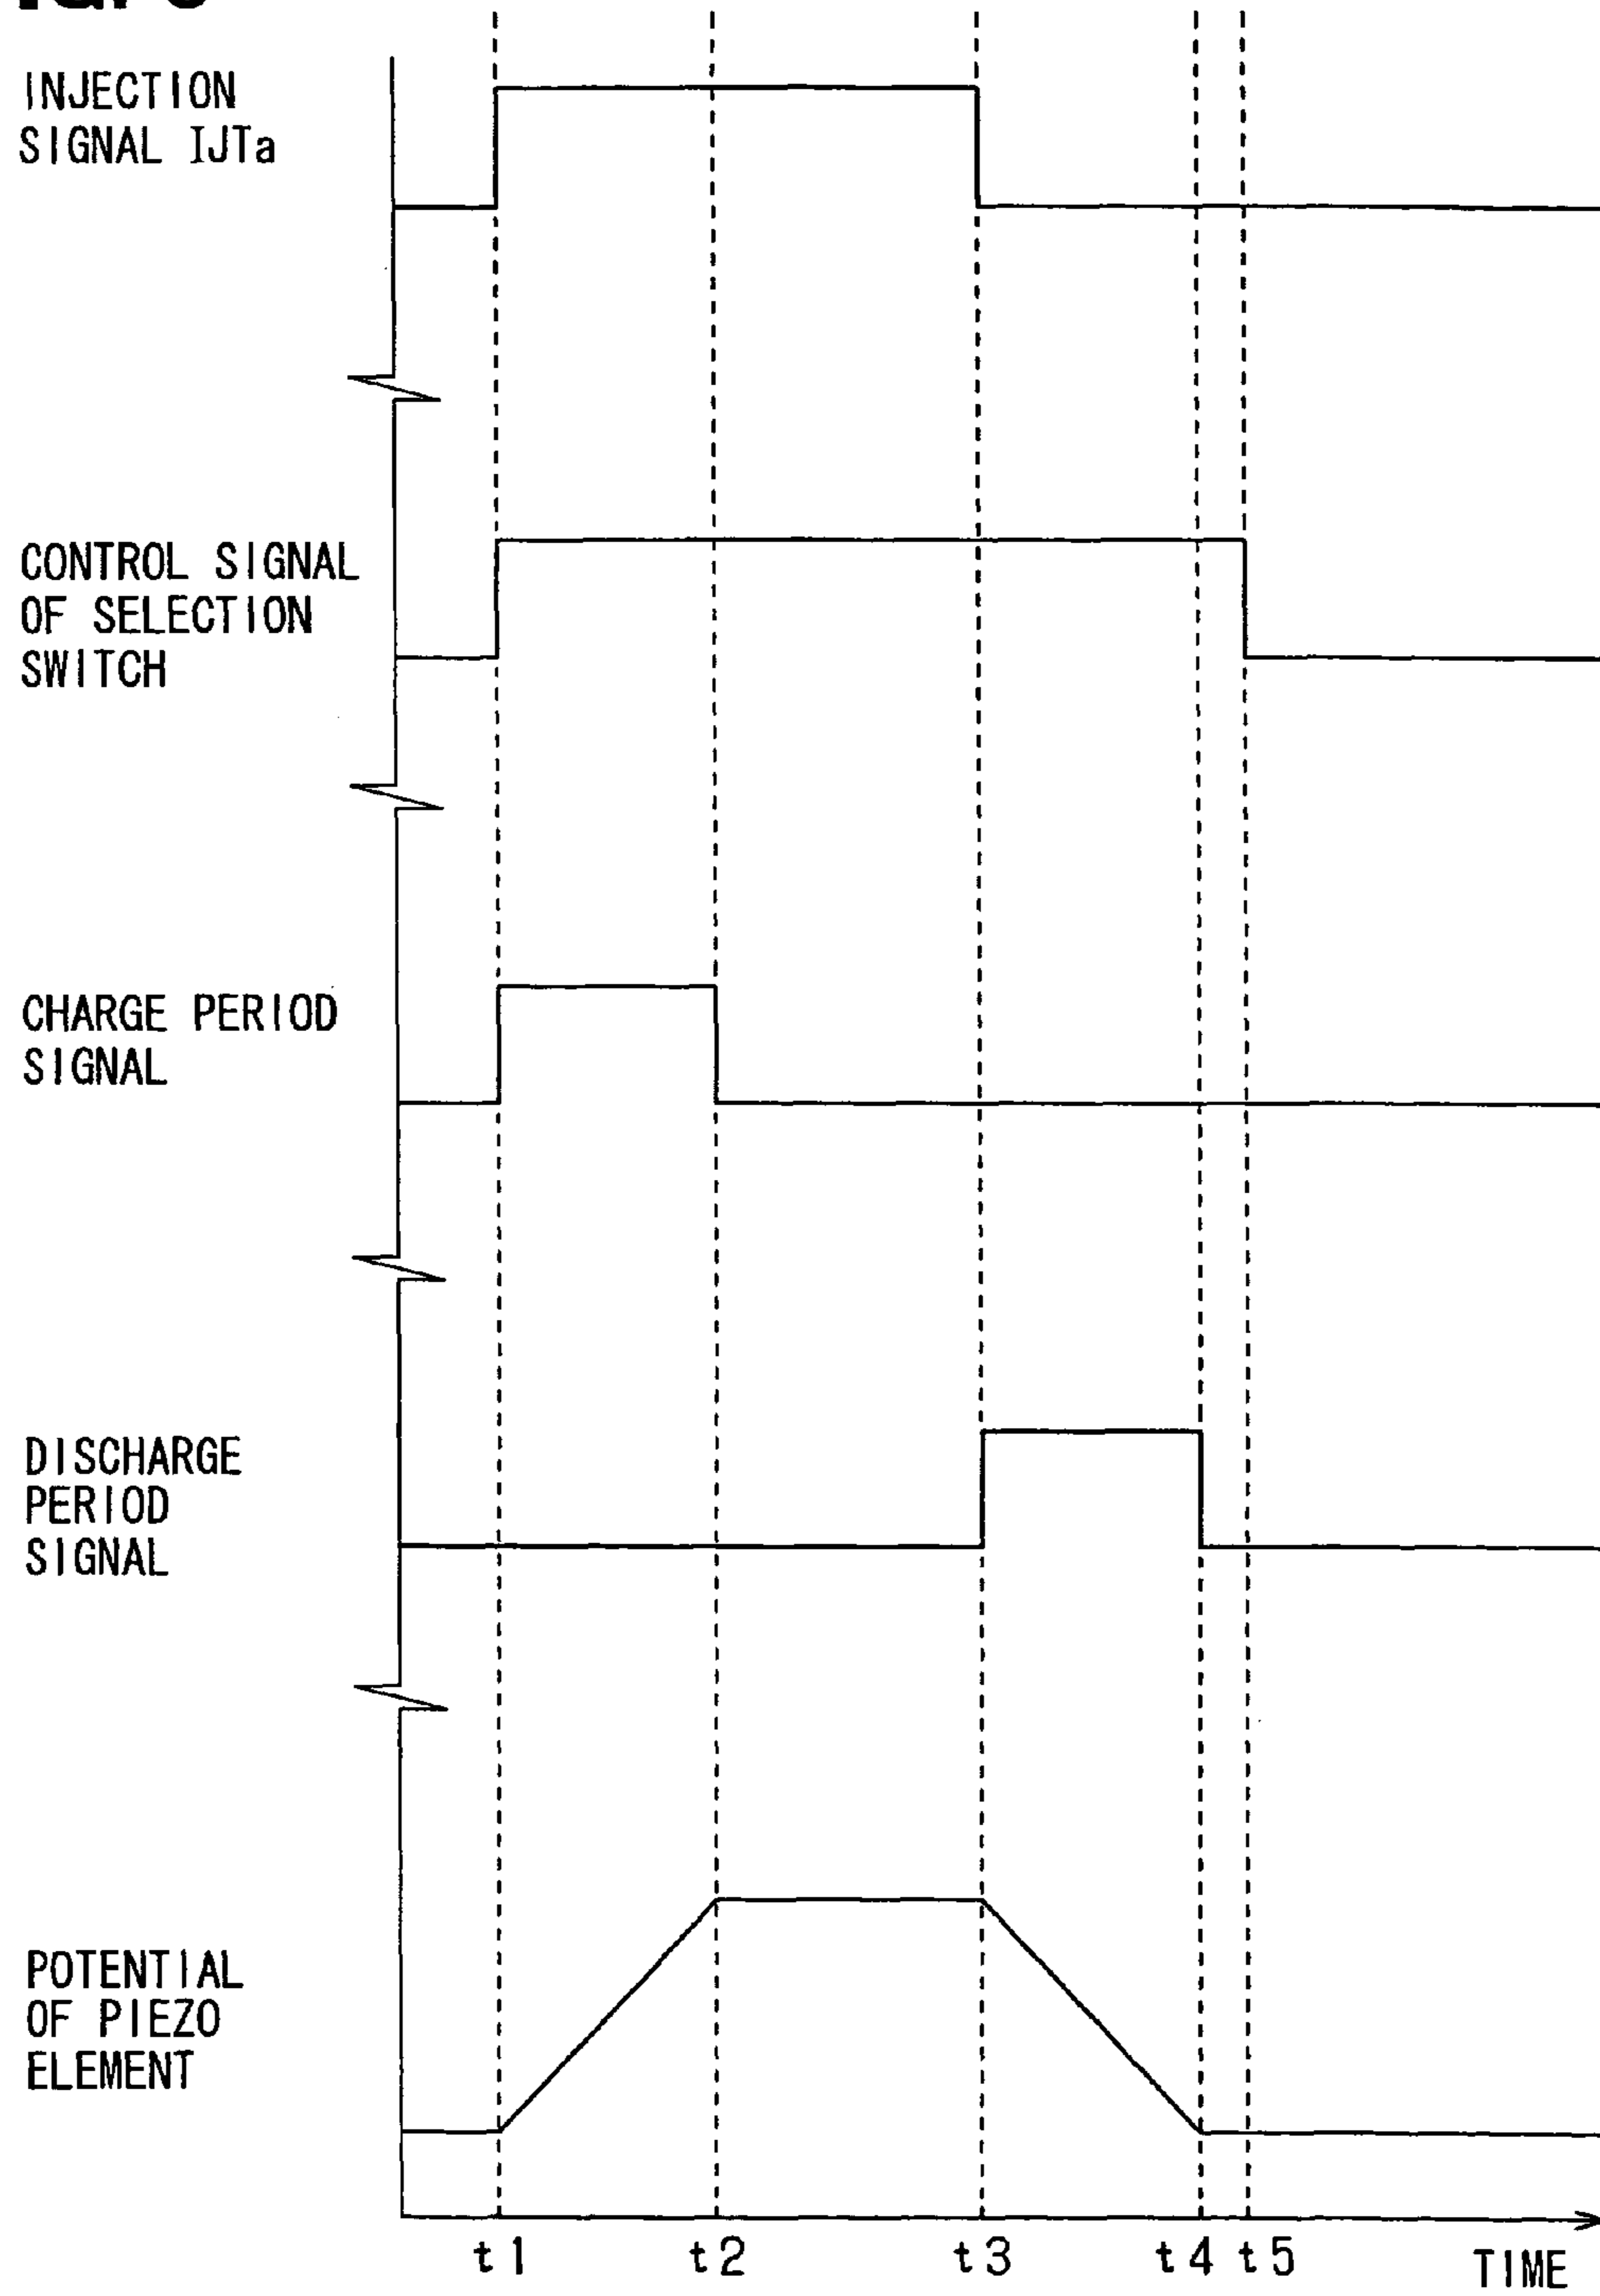 INJECTION
SIGNAL IJTa
CONTROL SIGNAL
OF SELECTION
SWITCH
CHARGE PERIOD
SIGNAL
DISCHARGE
PERIOD
SIGNAL
POTENTIAL
OF PIEZO
ELEMENT
t1 t2 t3 t4 t5 TIME